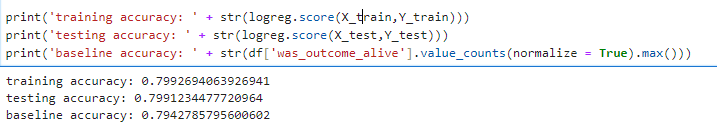 print('training accuracy: ' + str(logreg.score(X_train,Y_train)))
print('testing accuracy: ' + str(logreg.score(X_test,Y_test)))
print('baseline accuracy: ' + str(df['was_outcome_alive'].value_counts(normalize = True).max()))
training accuracy: 0.7992694063926941
testing accuracy: 0.7991234477720964
baseline accuracy: 0.7942785795600602